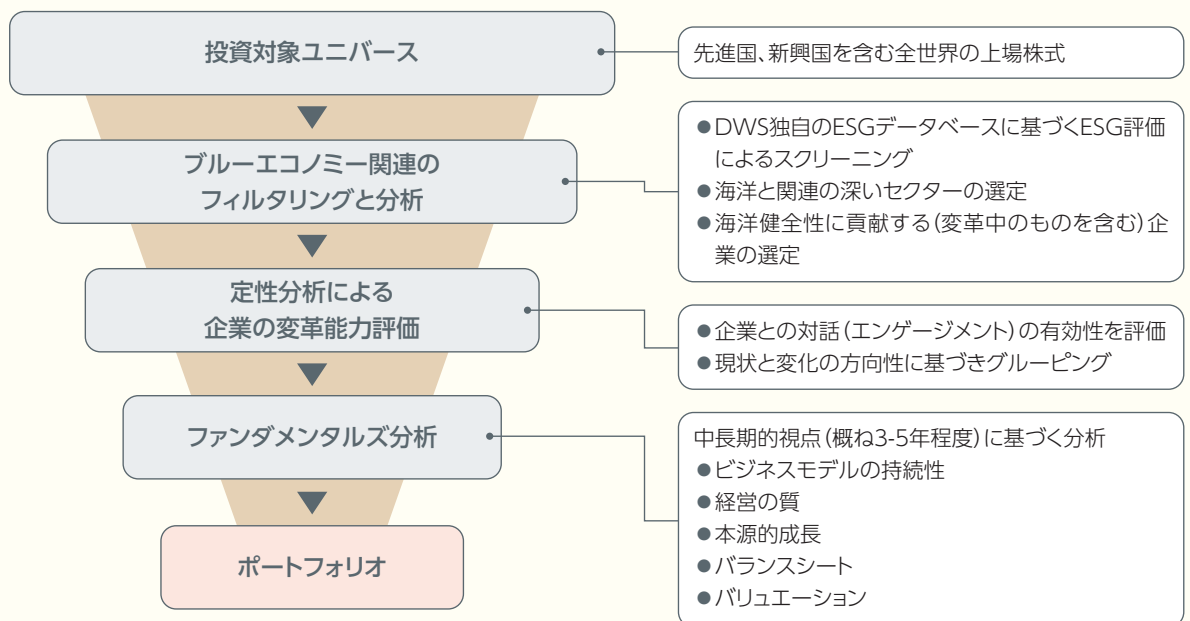 投資対象ユニバース
先進国、新興国を含む全世界の上場株式
ブルーエコノミー関連の
フィルタリングと分析
●DWS独自のESGデータベースに基づくESG評価
によるスクリーニング
●海洋と関連の深いセクターの選定
●海洋健全性に貢献する(変革中のものを含む)企
業の選定
定性分析による
企業の変革能力評価
●企業との対話(エンゲージメント)の有効性を評価
●現状と変化の方向性に基づきグルーピング
ファンダメンタルズ分析
中長期的視点(概ね3-5年程度)に基づく分析
●ビジネスモデルの持続性
●経営の質
●本源的成長
●バランスシート
●バリュエーション
ポートフォリオ